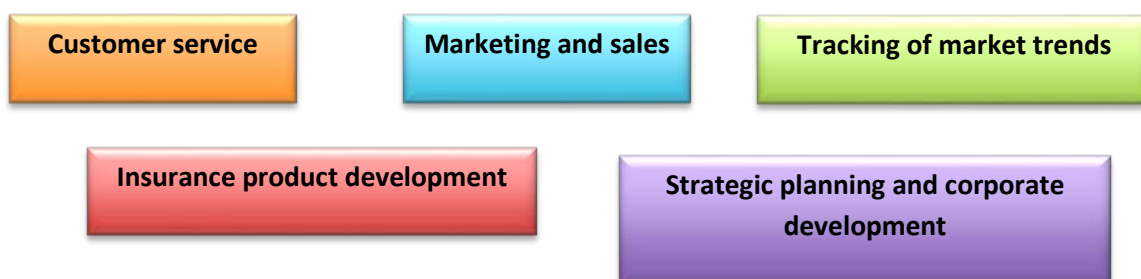 Customer service
Marketing and sales
Tracking of market trends
Insurance product development
Strategic planning and corporate
development